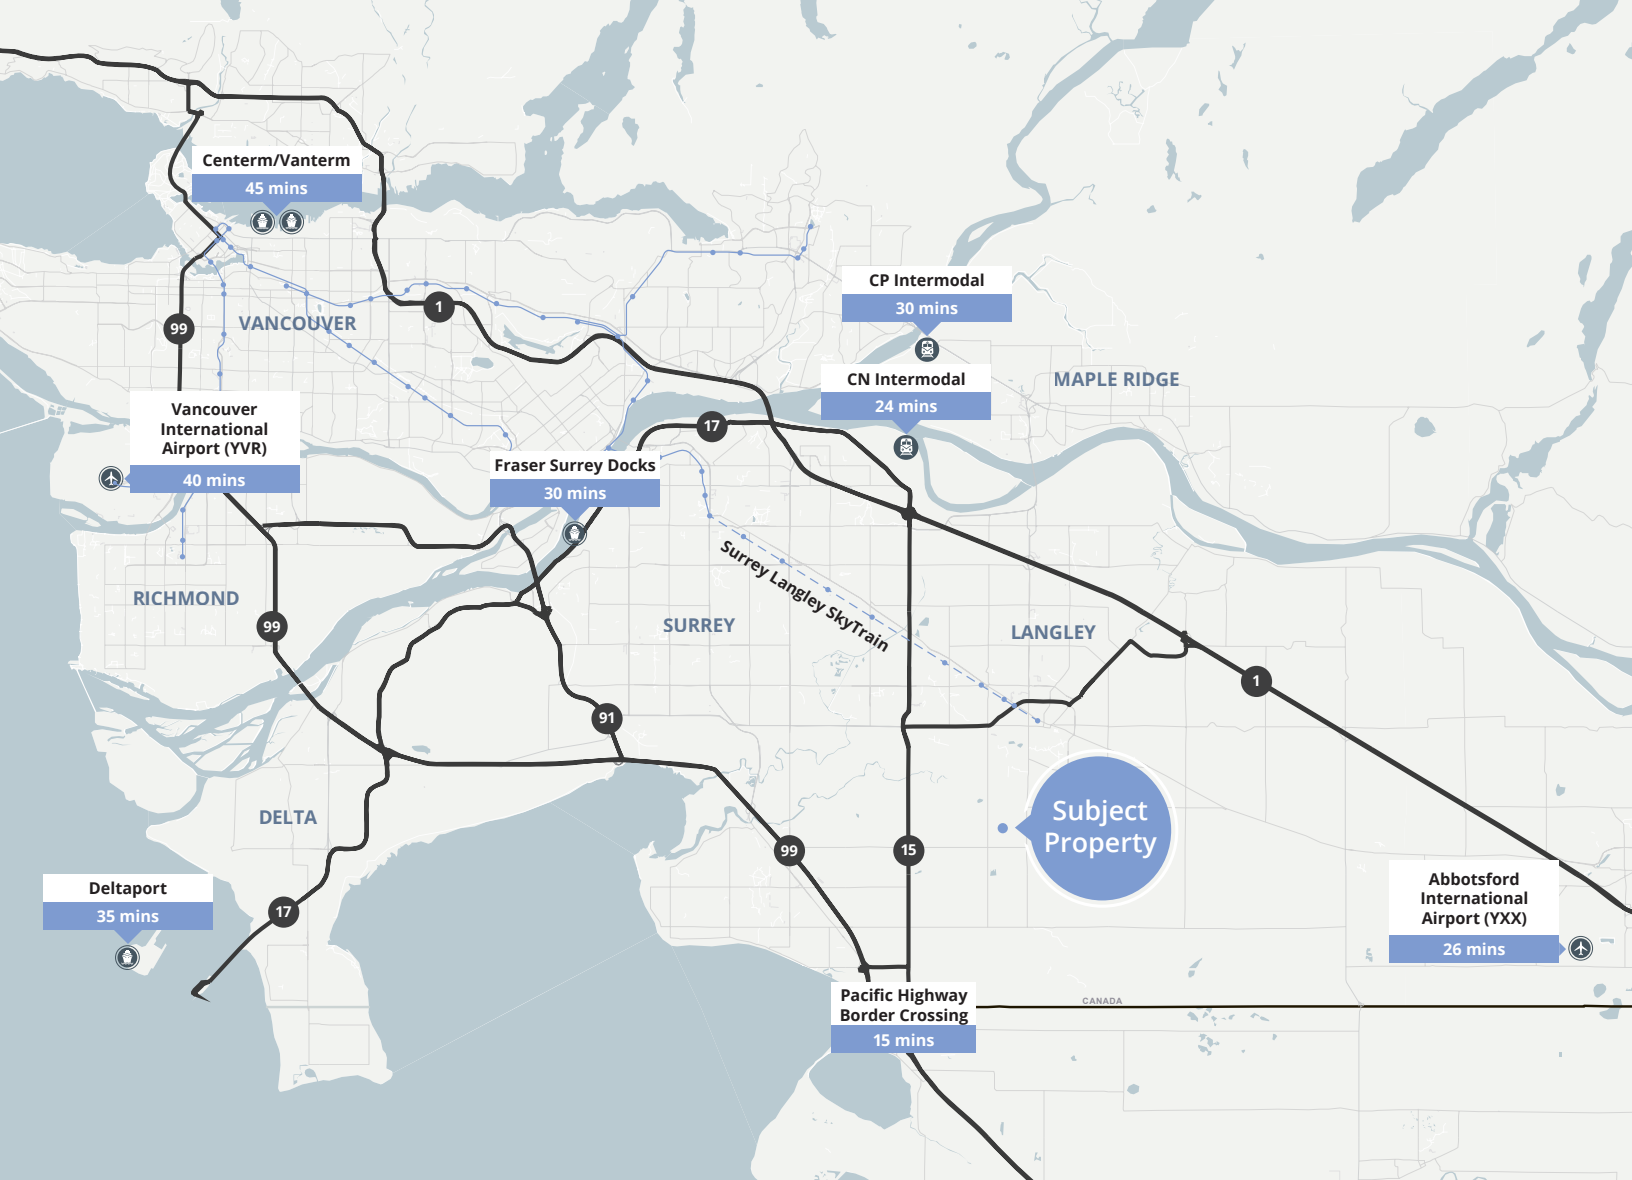 Centerm/Vanterm
45 mins
CP Intermodal
30 mins
1
99
VANCOUVER
CN Intermodal
24 mins
MAPLE RIDGE
Vancouver
International
Airport (YVR)
40 mins
17
Fraser Surrey Docks
30 mins
Surrey Langley SkyTrain
RICHMOND
99
SURREY
LANGLEY
1
91
DELTA
Subject
Property
99
15
Deltaport
35 mins
17
Abbotsford
International
Airport (YXX)
26 mins
Pacific Highway
Border Crossing
15 mins
CANADA